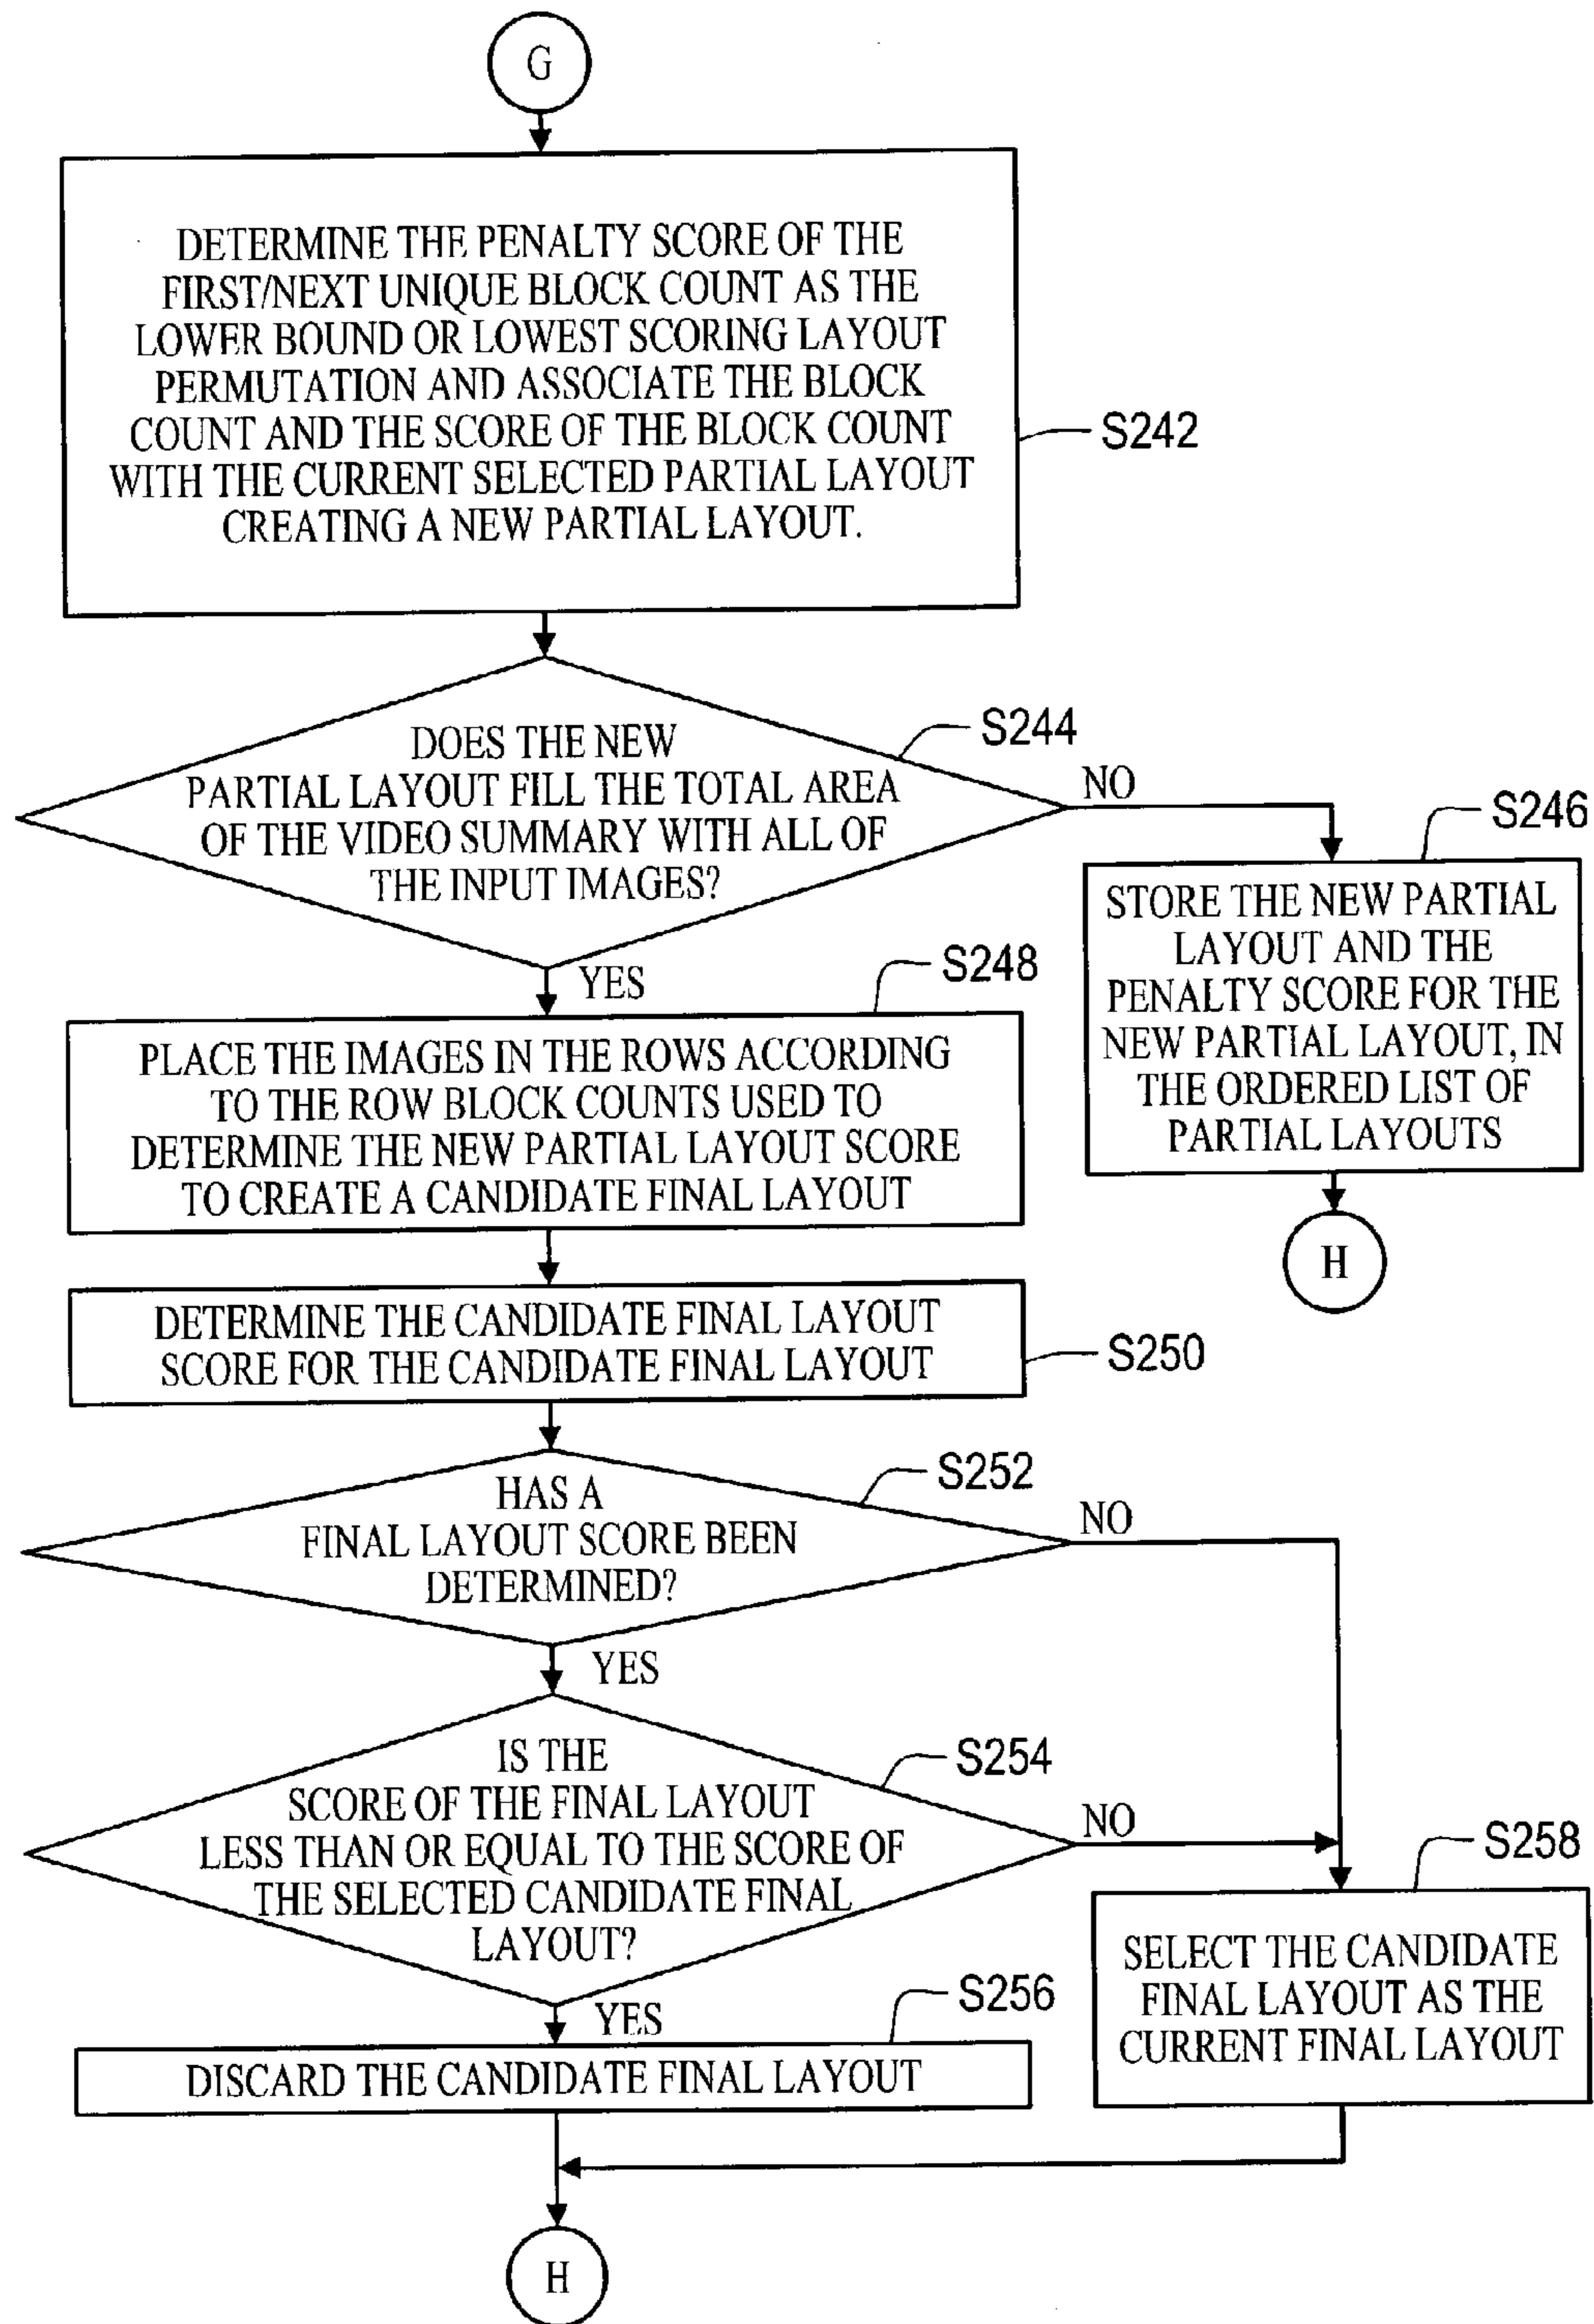 G
DETERMINE THE PENALTY SCORE OF THE
FIRST/NEXT UNIQUE BLOCK COUNT AS THE
LOWER BOUND OR LOWEST SCORING LAYOUT
PERMUTATION AND ASSOCIATE THE BLOCK
COUNT AND THE SCORE OF THE BLOCK COUNT
WITH THE CURRENT SELECTED PARTIAL LAYOUT
CREATING A NEW PARTIAL LAYOUT.
S242
DOES THE NEW
PARTIAL LAYOUT FILL THE TOTAL AREA
OF THE VIDEO SUMMARY WITH ALL OF
THE INPUT IMAGES?
S244
NO
YES
S246
STORE THE NEW PARTIAL
LAYOUT AND THE
PENALTY SCORE FOR THE
NEW PARTIAL LAYOUT, IN
THE ORDERED LIST OF
PARTIAL LAYOUTS
H
S248
PLACE THE IMAGES IN THE ROWS ACCORDING
TO THE ROW BLOCK COUNTS USED TO
DETERMINE THE NEW PARTIAL LAYOUT SCORE
TO CREATE A CANDIDATE FINAL LAYOUT
DETERMINE THE CANDIDATE FINAL LAYOUT
SCORE FOR THE CANDIDATE FINAL LAYOUT
S250
HAS A
FINAL LAYOUT SCORE BEEN
DETERMINED?
S252
NO
YES
IS THE
SCORE OF THE FINAL LAYOUT
LESS THAN OR EQUAL TO THE SCORE OF
THE SELECTED CANDIDATE FINAL
LAYOUT?
S254
NO
YES
S258
SELECT THE CANDIDATE
FINAL LAYOUT AS THE
CURRENT FINAL LAYOUT
S256
DISCARD THE CANDIDATE FINAL LAYOUT
H